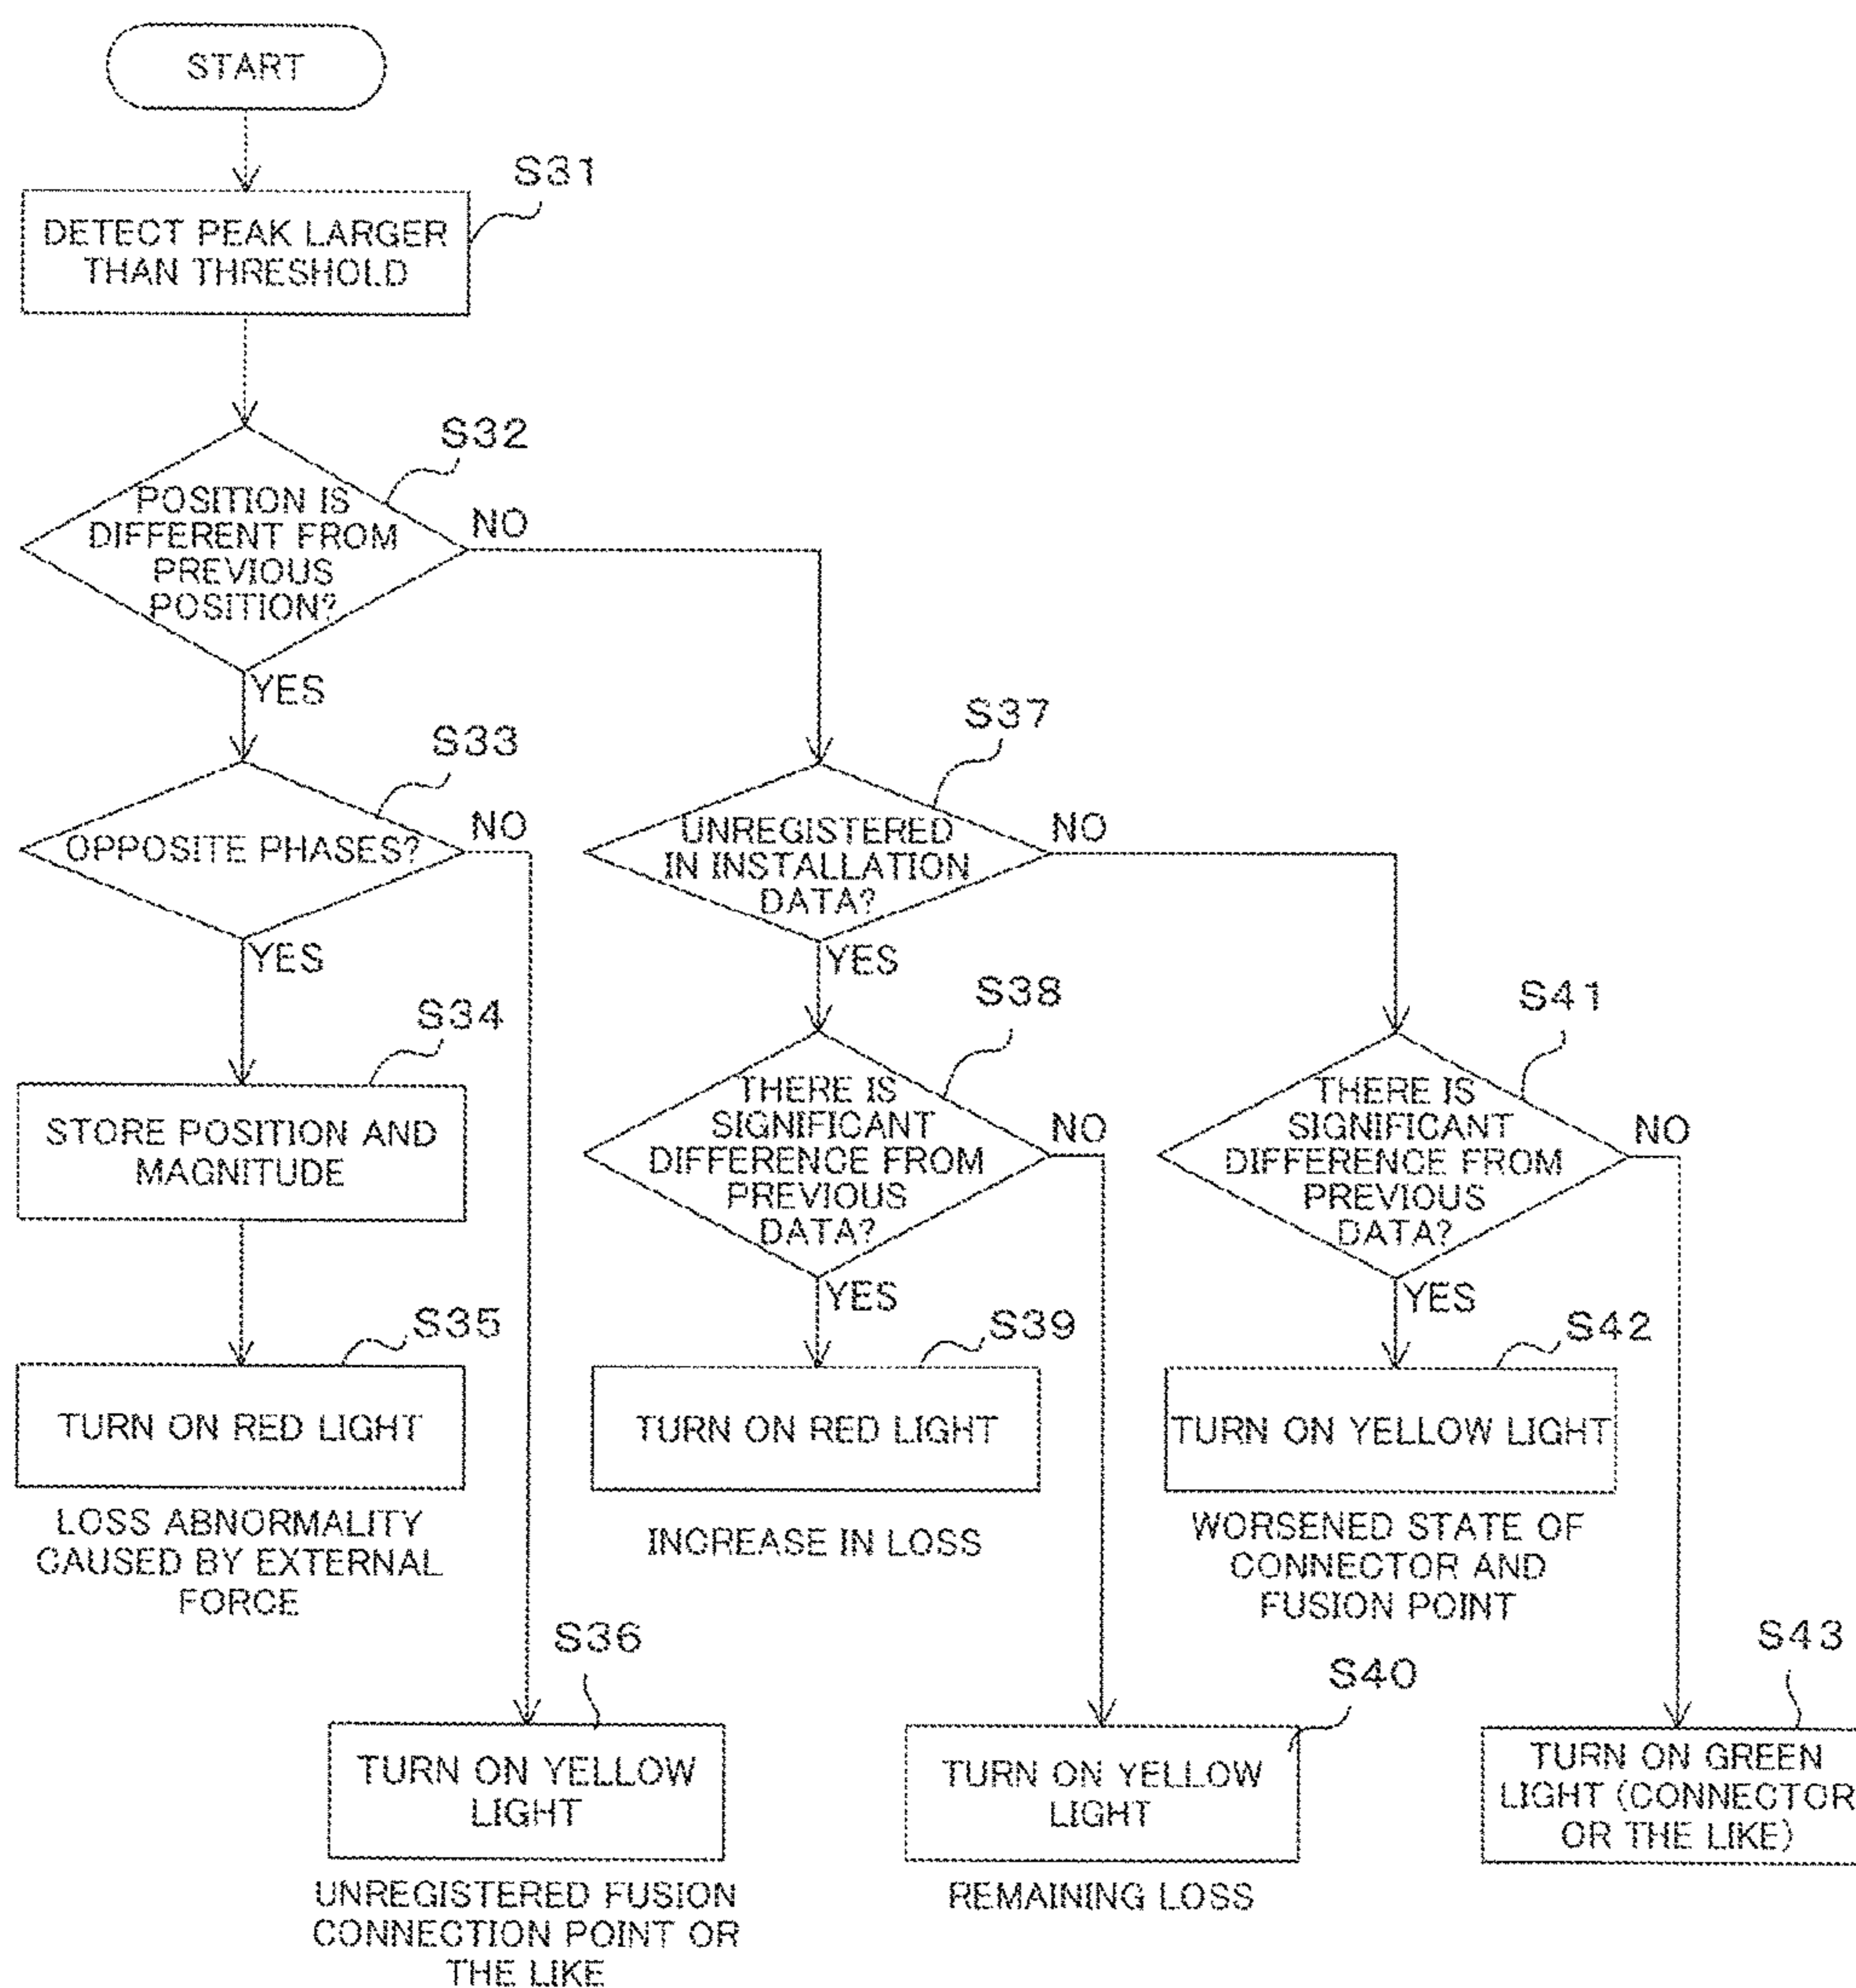 START
S31
DETECT PEAK LARGER
THAN THRESHOLD
S32
POSITION IS
DIFFERENT FROM
PREVIOUS
POSITION?
NO
YES
S33
OPPOSITE PHASES?
NO
YES
S34
STORE POSITION AND
MAGNITUDE
S35
TURN ON RED LIGHT
LOSS ABNORMALITY
CAUSED BY EXTERNAL
FORCE
S36
TURN ON YELLOW
LIGHT
UNREGISTERED FUSION
CONNECTION POINT OR
THE LIKE
S37
UNREGISTERED
IN INSTALLATION
DATA?
NO
YES
S38
THERE IS
SIGNIFICANT
DIFFERENCE FROM
PREVIOUS
DATA?
NO
YES
S39
TURN ON RED LIGHT
INCREASE IN LOSS
S40
TURN ON YELLOW
LIGHT
REMAINING LOSS
S41
THERE IS
SIGNIFICANT
DIFFERENCE FROM
PREVIOUS
DATA?
NO
YES
S42
TURN ON YELLOW LIGHT
WORSENED STATE OF
CONNECTOR AND
FUSION POINT
S43
TURN ON GREEN
LIGHT (CONNECTOR
OR THE LIKE)